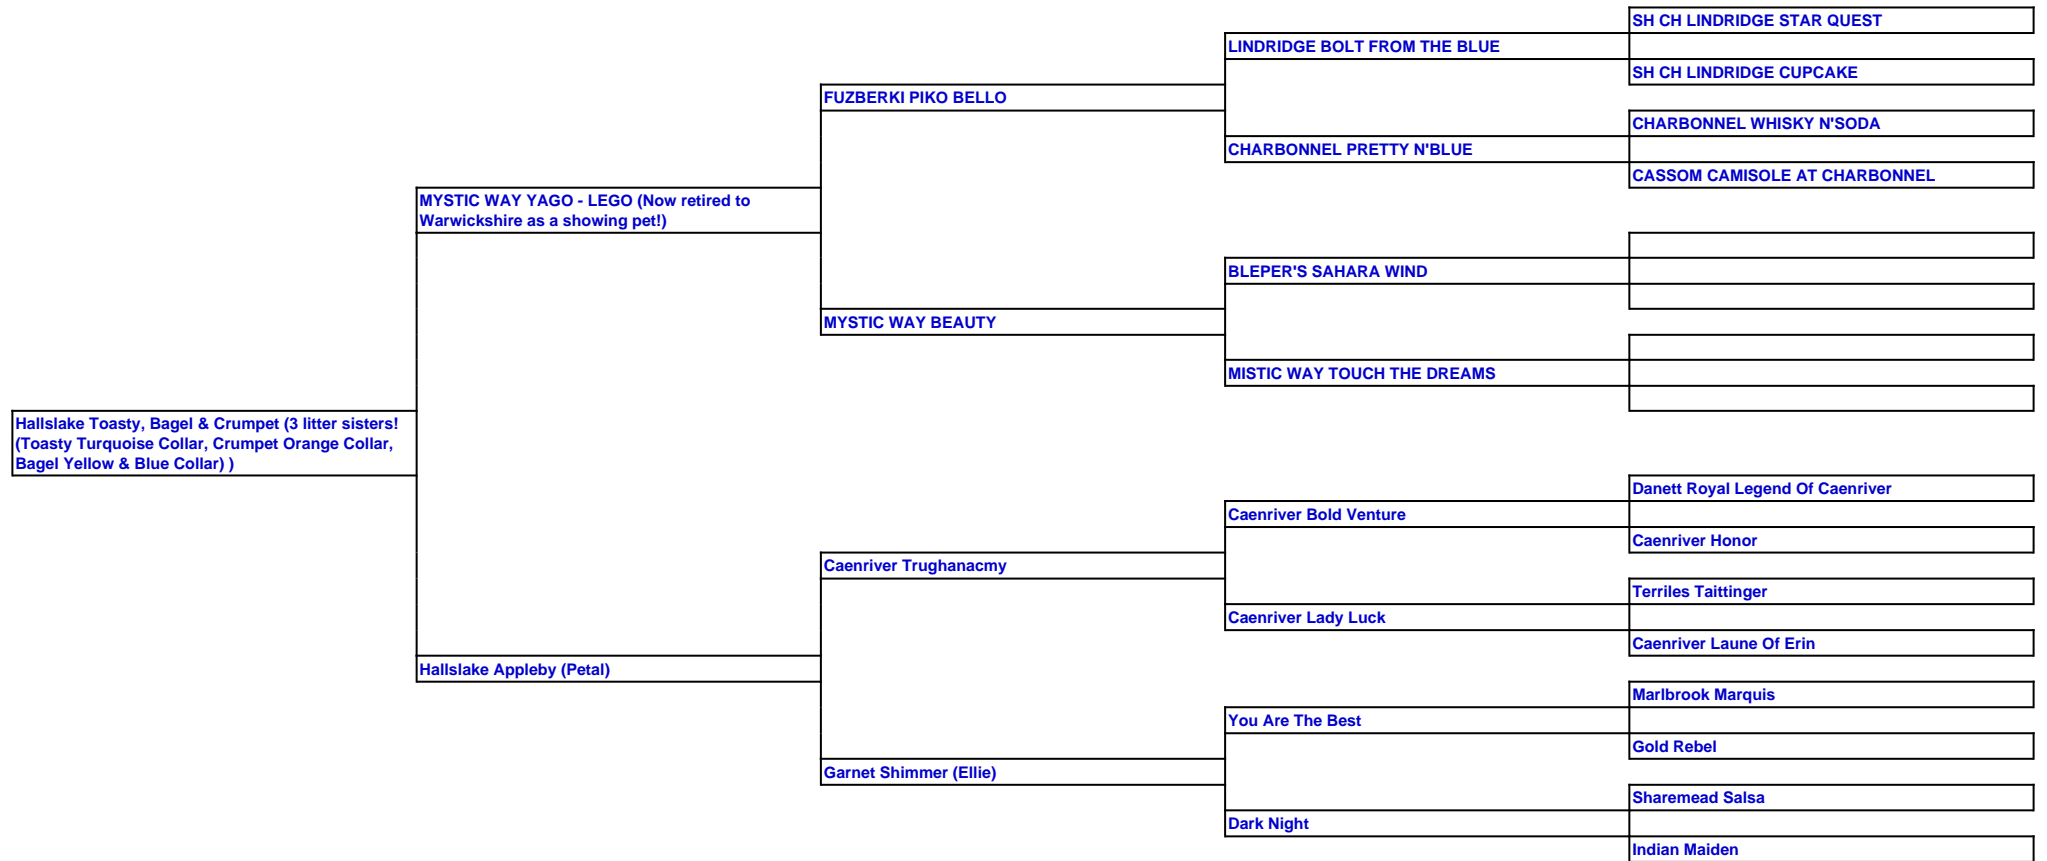 SH CH LINDRIDGE STAR QUEST
LINDRIDGE BOLT FROM THE BLUE
SH CH LINDRIDGE CUPCAKE
FUZBERKI PIKO BELLO
CHARBONNEL WHISKY N'SODA
CHARBONNEL PRETTY N'BLUE
CASSOM CAMISOLE AT CHARBONNEL
MYSTIC WAY YAGO - LEGO (Now retired to
Warwickshire as a showing pet!)
BLEPER'S SAHARA WIND
MYSTIC WAY BEAUTY
MISTIC WAY TOUCH THE DREAMS
Hallslake Toasty, Bagel & Crumpet (3 litter sisters!
(Toasty Turquoise Collar, Crumpet Orange Collar,
Bagel Yellow & Blue Collar) )
Danett Royal Legend Of Caenriver
Caenriver Bold Venture
Caenriver Honor
Caenriver Trughanacmy
Terriles Taittinger
Caenriver Lady Luck
Caenriver Laune Of Erin
Hallslake Appleby (Petal)
Marlbrook Marquis
You Are The Best
Gold Rebel
Garnet Shimmer (Ellie)
Sharemead Salsa
Dark Night
Indian Maiden